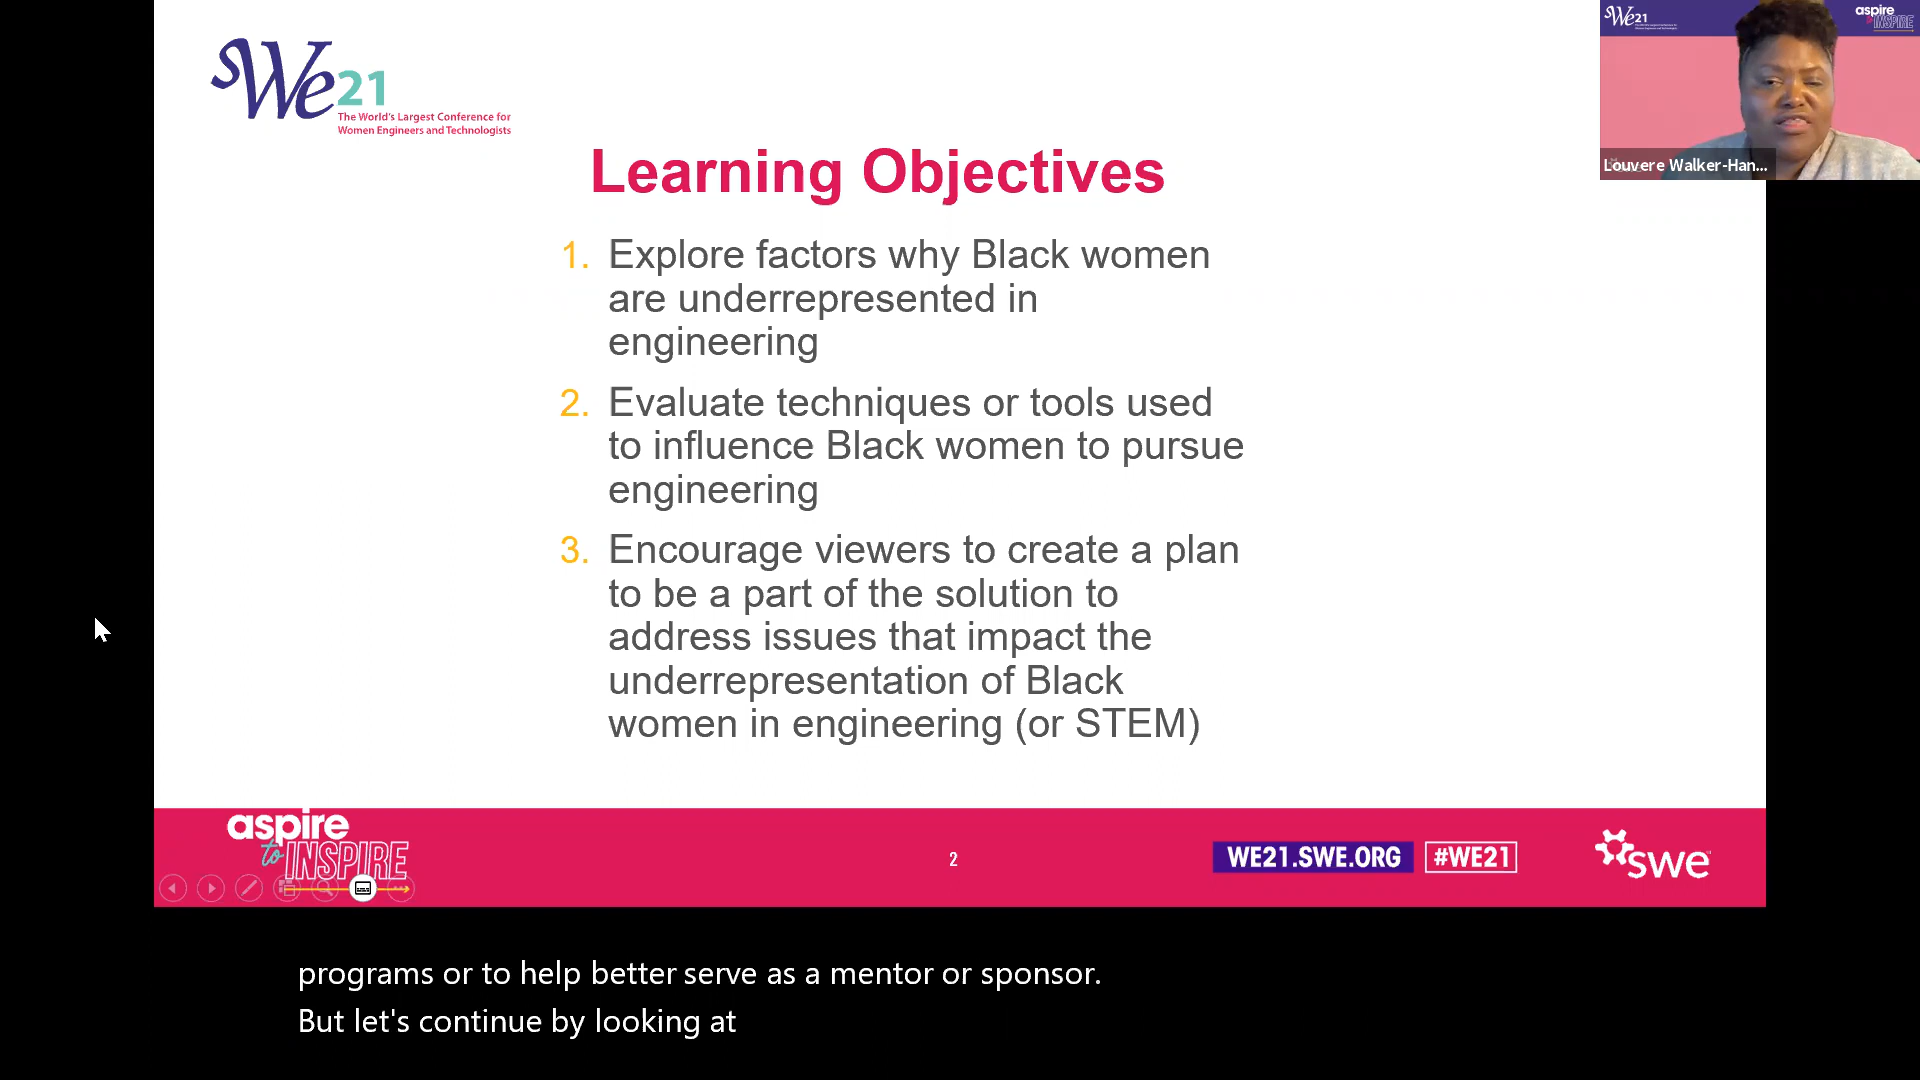 SWe21
The World's Largest Conference for
Women Engineers and Technologists
We21
aspire
INSPIRE
Louvere Walker-Han...
Learning Objectives
1. Explore factors why Black women
are underrepresented in
engineering
2. Evaluate techniques or tools used
to influence Black women to pursue
engineering
3. Encourage viewers to create a plan
to be a part of the solution to
address issues that impact the
underrepresentation of Black
women in engineering (or STEM)
aspire
to INSPIRE
2
WE21.SWE.ORG
#WE21
swe
programs or to help better serve as a mentor or sponsor.
But let's continue by looking at